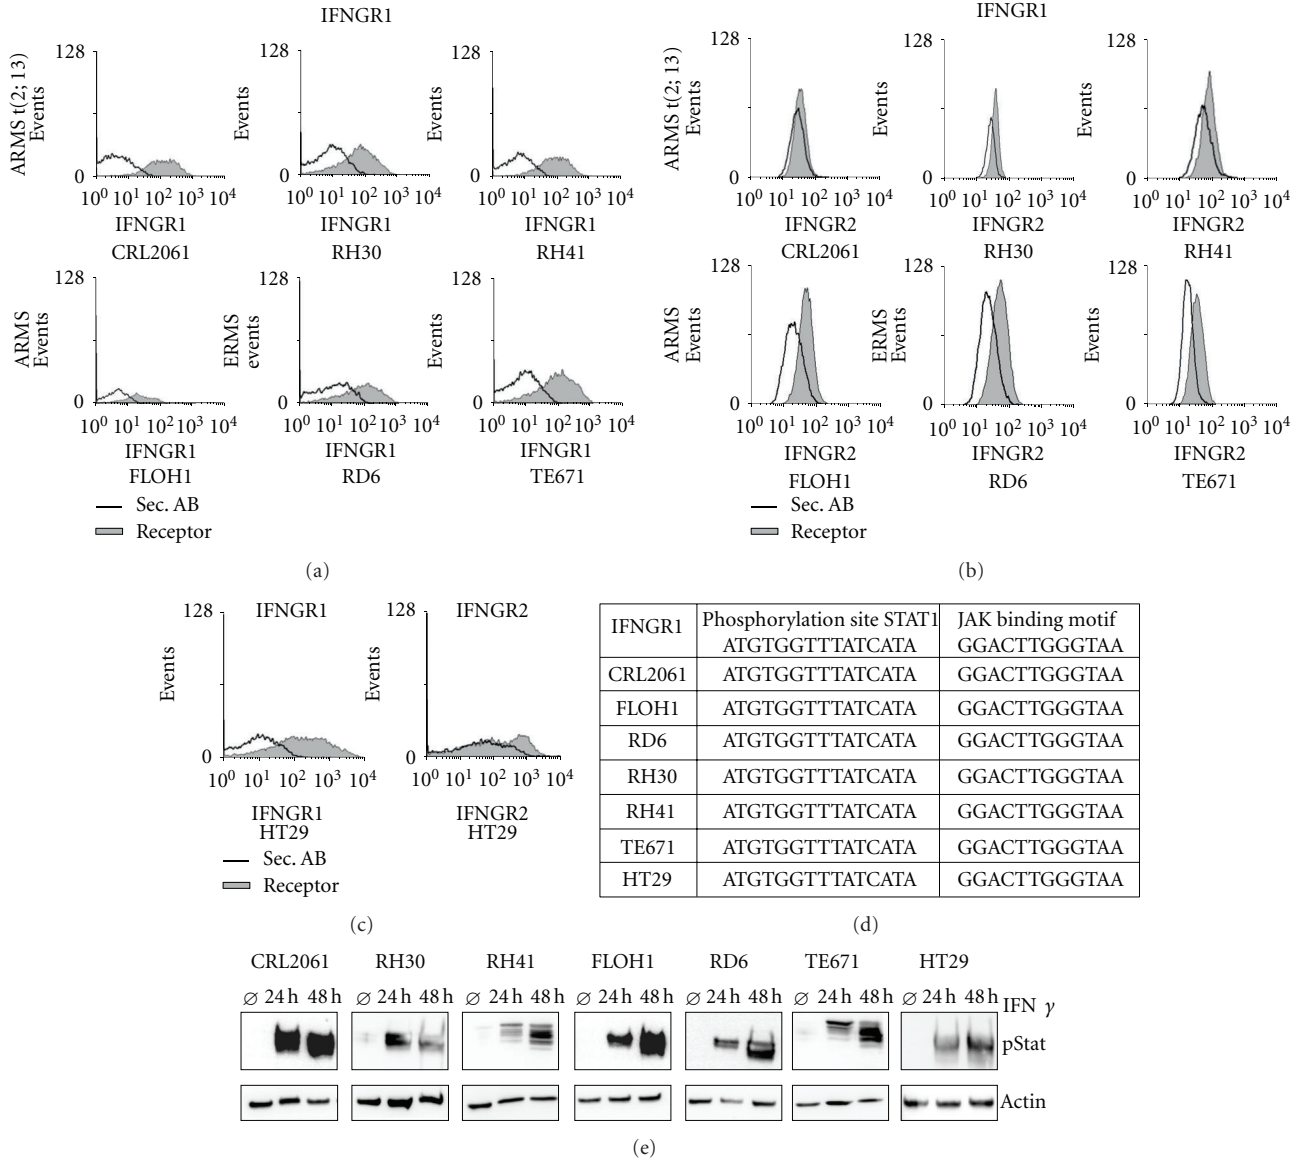 IFNGR1
128 128 128
ARMS t(2; 13)
Events Events Events
0 0 0
10⁰ 10¹ 10² 10³ 10⁴ 10⁰ 10¹ 10² 10³ 10⁴ 10⁰ 10¹ 10² 10³ 10⁴
IFNGR1 IFNGR1 IFNGR1
CRL2061 RH30 RH41
128 128 128
ARMS
Events
ERMS
events
Events
0 0 0
10⁰ 10¹ 10² 10³ 10⁴ 10⁰ 10¹ 10² 10³ 10⁴ 10⁰ 10¹ 10² 10³ 10⁴
IFNGR1 IFNGR1 IFNGR1
FLOH1 RD6 TE671
Sec. AB
Receptor
(a)
IFNGR1
128 128 128
ARMS t(2; 13)
Events Events Events
0 0 0
10⁰ 10¹ 10² 10³ 10⁴ 10⁰ 10¹ 10² 10³ 10⁴ 10⁰ 10¹ 10² 10³ 10⁴
IFNGR2 IFNGR2 IFNGR2
CRL2061 RH30 RH41
128 128 128
ARMS
Events
ERMS
Events
Events
0 0 0
10⁰ 10¹ 10² 10³ 10⁴ 10⁰ 10¹ 10² 10³ 10⁴ 10⁰ 10¹ 10² 10³ 10⁴
IFNGR2 IFNGR2 IFNGR2
FLOH1 RD6 TE671
Sec. AB
Receptor
(b)
128 IFNGR1 128 IFNGR2
Events Events
0 0
10⁰ 10¹ 10² 10³ 10⁴ 10⁰ 10¹ 10² 10³ 10⁴
IFNGR1 IFNGR2
HT29 HT29
Sec. AB
Receptor
(c)
IFNGR1 Phosphorylation site STAT1 JAK binding motif
ATGTGGTTTATCATA GGACTTGGGTAA
CRL2061 ATGTGGTTTATCATA GGACTTGGGTAA
FLOH1 ATGTGGTTTATCATA GGACTTGGGTAA
RD6 ATGTGGTTTATCATA GGACTTGGGTAA
RH30 ATGTGGTTTATCATA GGACTTGGGTAA
RH41 ATGTGGTTTATCATA GGACTTGGGTAA
TE671 ATGTGGTTTATCATA GGACTTGGGTAA
HT29 ATGTGGTTTATCATA GGACTTGGGTAA
(d)
CRL2061 RH30 RH41 FLOH1 RD6 TE671 HT29
∅ 24 h 48 h ∅ 24 h 48 h ∅ 24 h 48 h ∅ 24 h 48 h ∅ 24 h 48 h ∅ 24 h 48 h ∅ 24 h 48 h
IFN γ
pStat
Actin
(e)